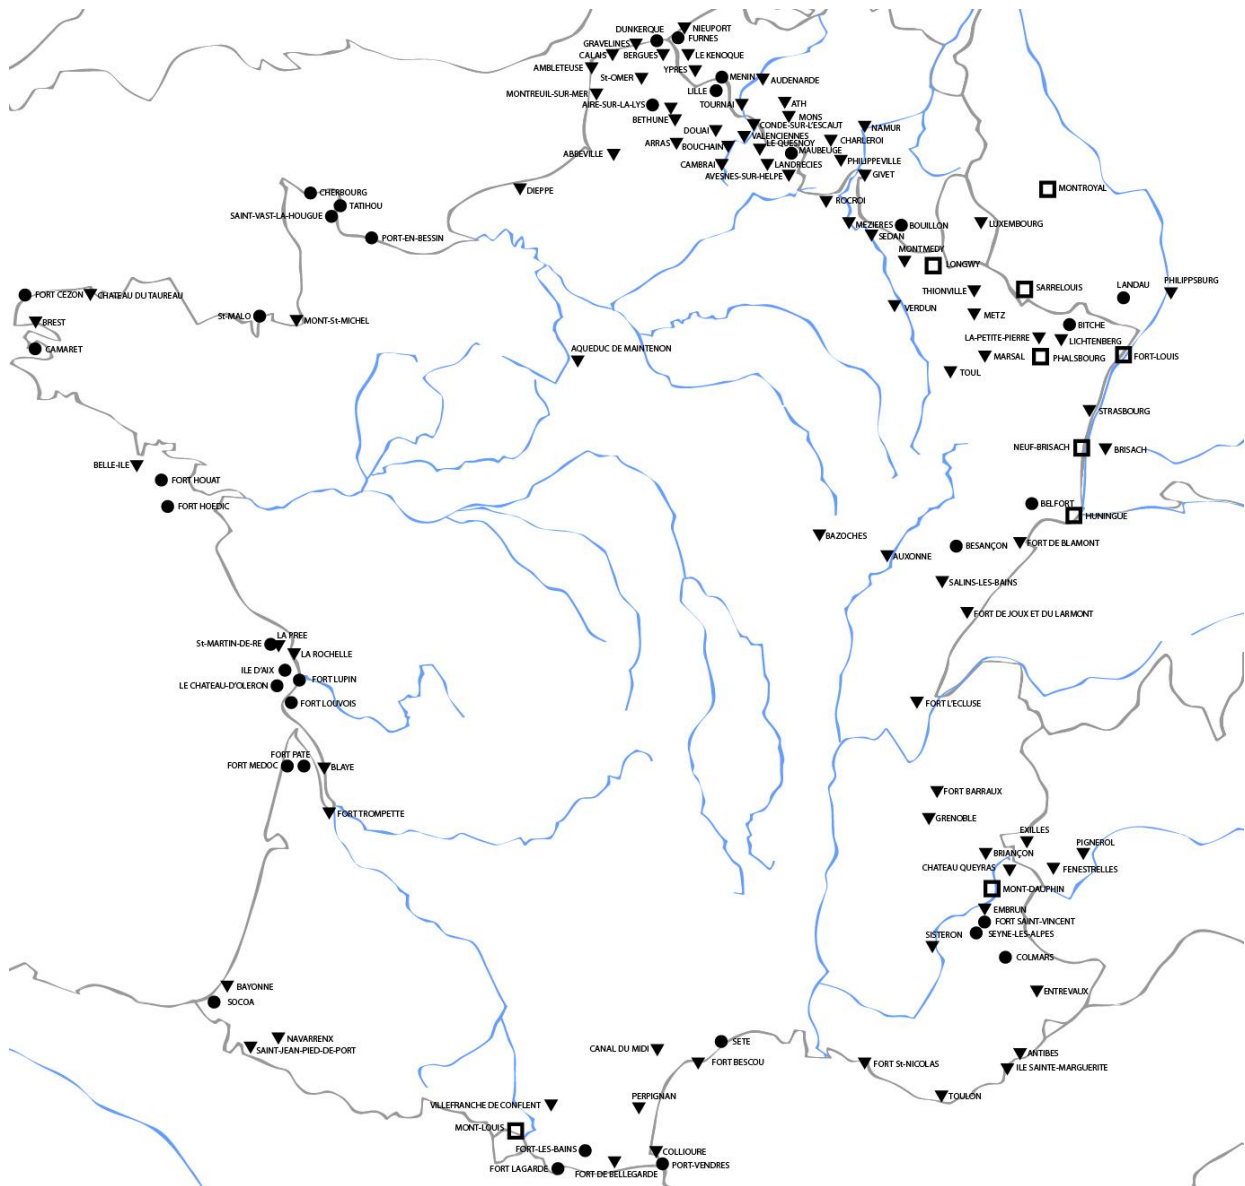 DUNKERQUE
NIEUPORT
FURNES
GRAVELINES
CALAIS
BERGUES
LE KENOQUE
AMBLETEUSE
YPRES
St-OMER
MENIN
AUDENARDE
MONTREUIL-SUR-MER
LILLE
AIRE-SUR-LA-LYS
TOURNAI
ATH
BETHUNE
MONS
CONDE-SUR-L'ESCAUT
NAMUR
DOUAI
VALENCIENNES
CHARLEROI
ARRAS
BOUCHAIN
LE QUESNOY
MAUBEUGE
ABBEVILLE
CAMBRAI
LANDRECIES
PHILIPPEVILLE
AVESNES-SUR-HELPE
GIVET
DIEPPE
CHERBOURG
MONTROYAL
ROCROI
TATIHOU
SAINT-VAST-LA-HOUGUE
MEZIERES
BOUILLON
LUXEMBOURG
PORT-EN-BESSIN
SEDAN
MONTMEDY
LONGWY
FORT CEZON
CHATEAU DU TAUREAU
THIONVILLE
SARRELOUIS
LANDAU
PHILIPPSBURG
VERDUN
St-MALO
MONT-St-MICHEL
METZ
BREST
BITCHE
CAMARET
AQUEDUC DE MAINTENON
LA-PETITE-PIERRE
LICHTENBERG
MARSAL
PHALSBOURG
FORT-LOUIS
TOUL
STRASBOURG
NEUF-BRISACH
BRISACH
BELLE-ILE
FORT HOUAT
FORT HOEDIC
BELFORT
HUNINGUE
BAZOCHES
BESANÇON
FORT DE BLAMONT
AUXONNE
SALINS-LES-BAINS
FORT DE JOUX ET DU LARMONT
LA PREE
St-MARTIN-DE-RE
LA ROCHELLE
ILE D'AIX
FORT LUPIN
LE CHATEAU-D'OLERON
FORT LOUVOIS
FORT L'ECLUSE
FORT PATE
FORT MEDOC
BLAYE
FORT BARRAUX
FORT TROMPETTE
GRENOBLE
EXILLES
BRIANÇON
PIGNEROL
CHATEAU QUEYRAS
FENESTRELLES
MONT-DAUPHIN
EMBRUN
FORT SAINT-VINCENT
SISTERON
SEYNE-LES-ALPES
COLMARS
BAYONNE
ENTREVAUX
SOCOA
NAVARRENX
SAINT-JEAN-PIED-DE-PORT
SETE
CANAL DU MIDI
FORT BESCOU
FORT St-NICOLAS
ANTIBES
ILE SAINTE-MARGUERITE
TOULON
VILLEFRANCHE DE CONFLENT
PERPIGNAN
MONT-LOUIS
FORT-LES-BAINS
COLLIOURE
FORT LAGARDE
FORT DE BELLEGARDE
PORT-VENDRES